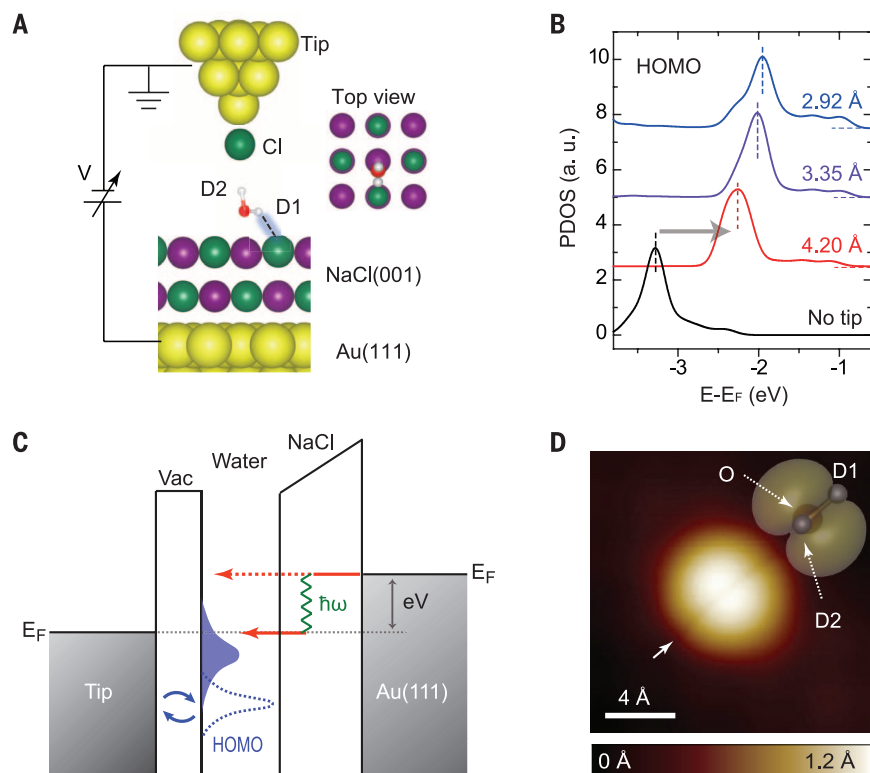 A
Tip
Top view
Cl
V
D2
D1
NaCl(001)
Au(111)
B
HOMO
10
8
6
4
2
0
PDOS (a. u.)
2.92 Å
3.35 Å
4.20 Å
No tip
-3
-2
-1
E-EF (eV)
C
Vac
Water
NaCl
EF
EF
ħω
eV
Tip
HOMO
Au(111)
D
O
D1
D2
4 Å
0 Å
1.2 Å